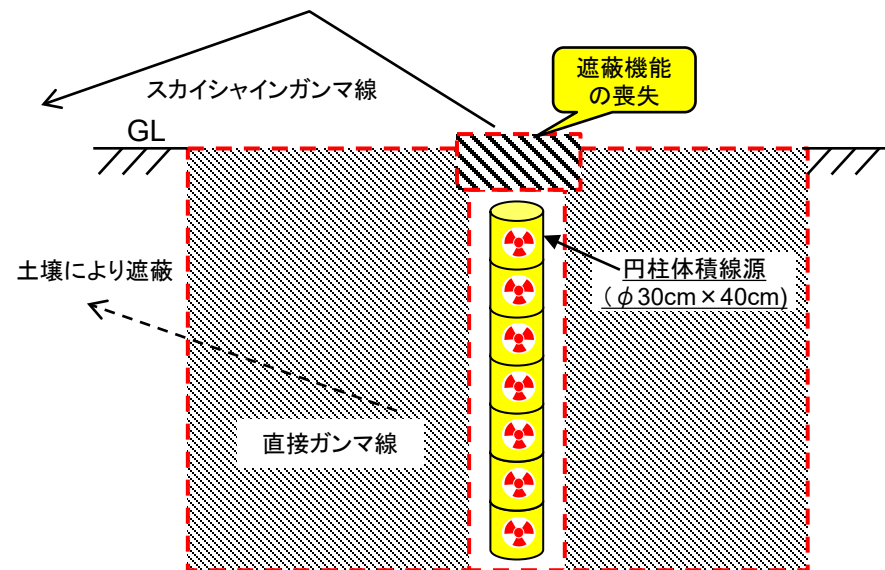 スカイシャインガンマ線
遮蔽機能
の喪失
GL
土壌により遮蔽
円柱体積線源
(φ30cm×40cm)
直接ガンマ線